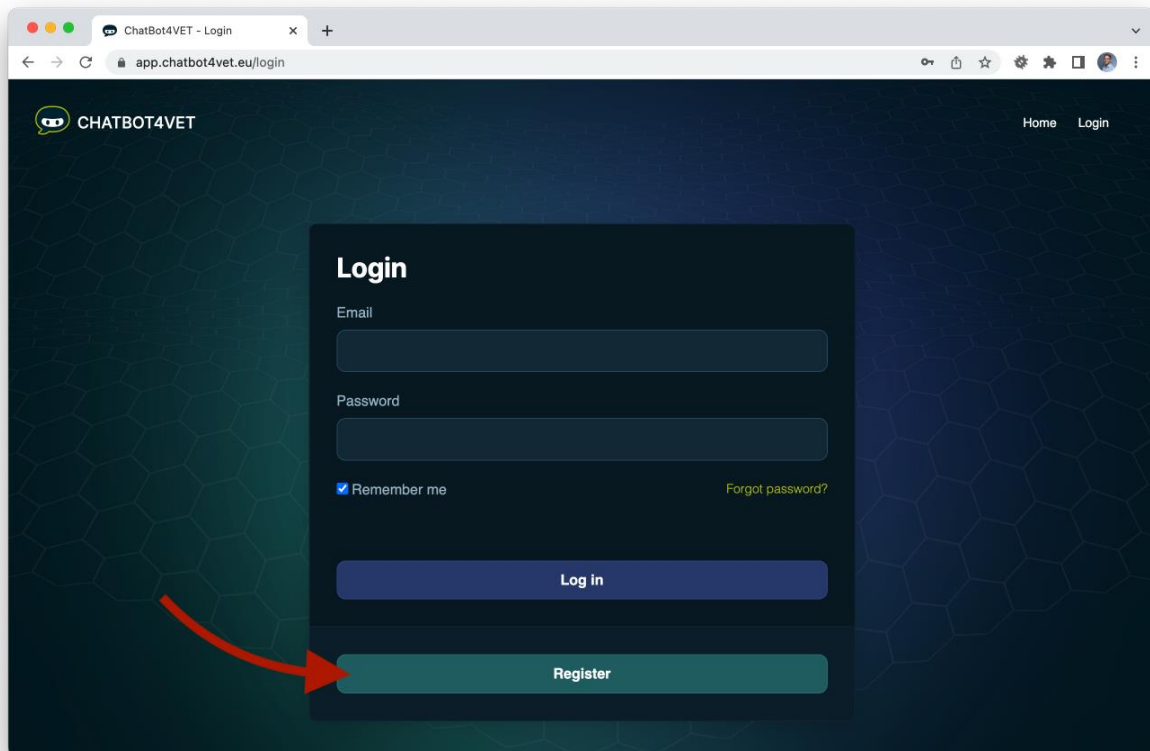 ChatBot4VET - Login
app.chatbot4vet.eu/login
CHATBOT4VET
Home Login
Login
Email
Password
Remember me Forgot password?
Log in
Register